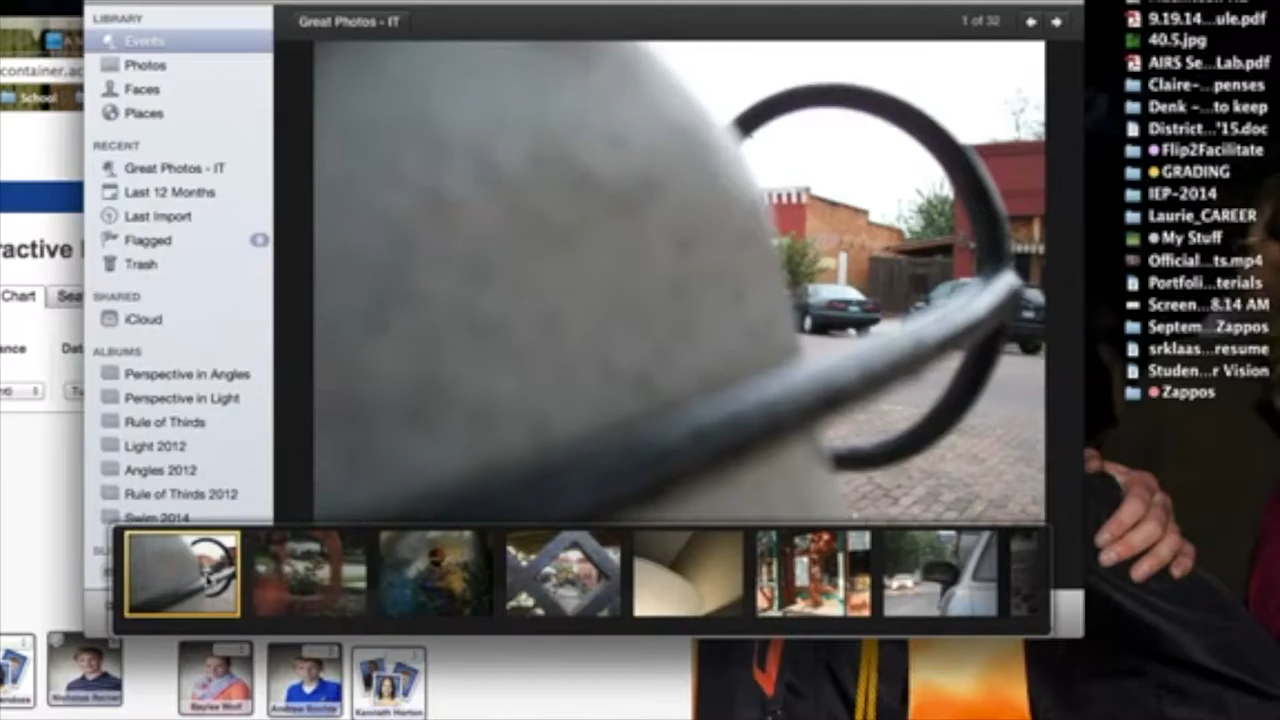 LIBRARY
Events
Photos
Faces
Places
RECENT
Great Photos - IT
Last 12 Months
Last Import
Flagged
Trash
SHARED
iCloud
ALBUMS
Perspective in Angles
Perspective in Light
Rule of Thirds
Light 2012
Angles 2012
Rule of Thirds 2012
Swim 2014
Great Photos - IT
1 of 32
container.ac
School
ractive
Chart
Sea
ence
Dat
9.19.14...ule.pdf
40.5.jpg
AIRS Se...Lab.pdf
Claire-...penses
Denk -...to keep
District...'15.doc
Flip2Facilitate
GRADING
IEP-2014
Laurie_CAREER
My Stuff
Official...ts.mp4
Portfoli...terials
Screen...8.14 AM
Septem...Zappos
srklaas...resume
Studen...r Vision
Zappos
Kenneth Horton